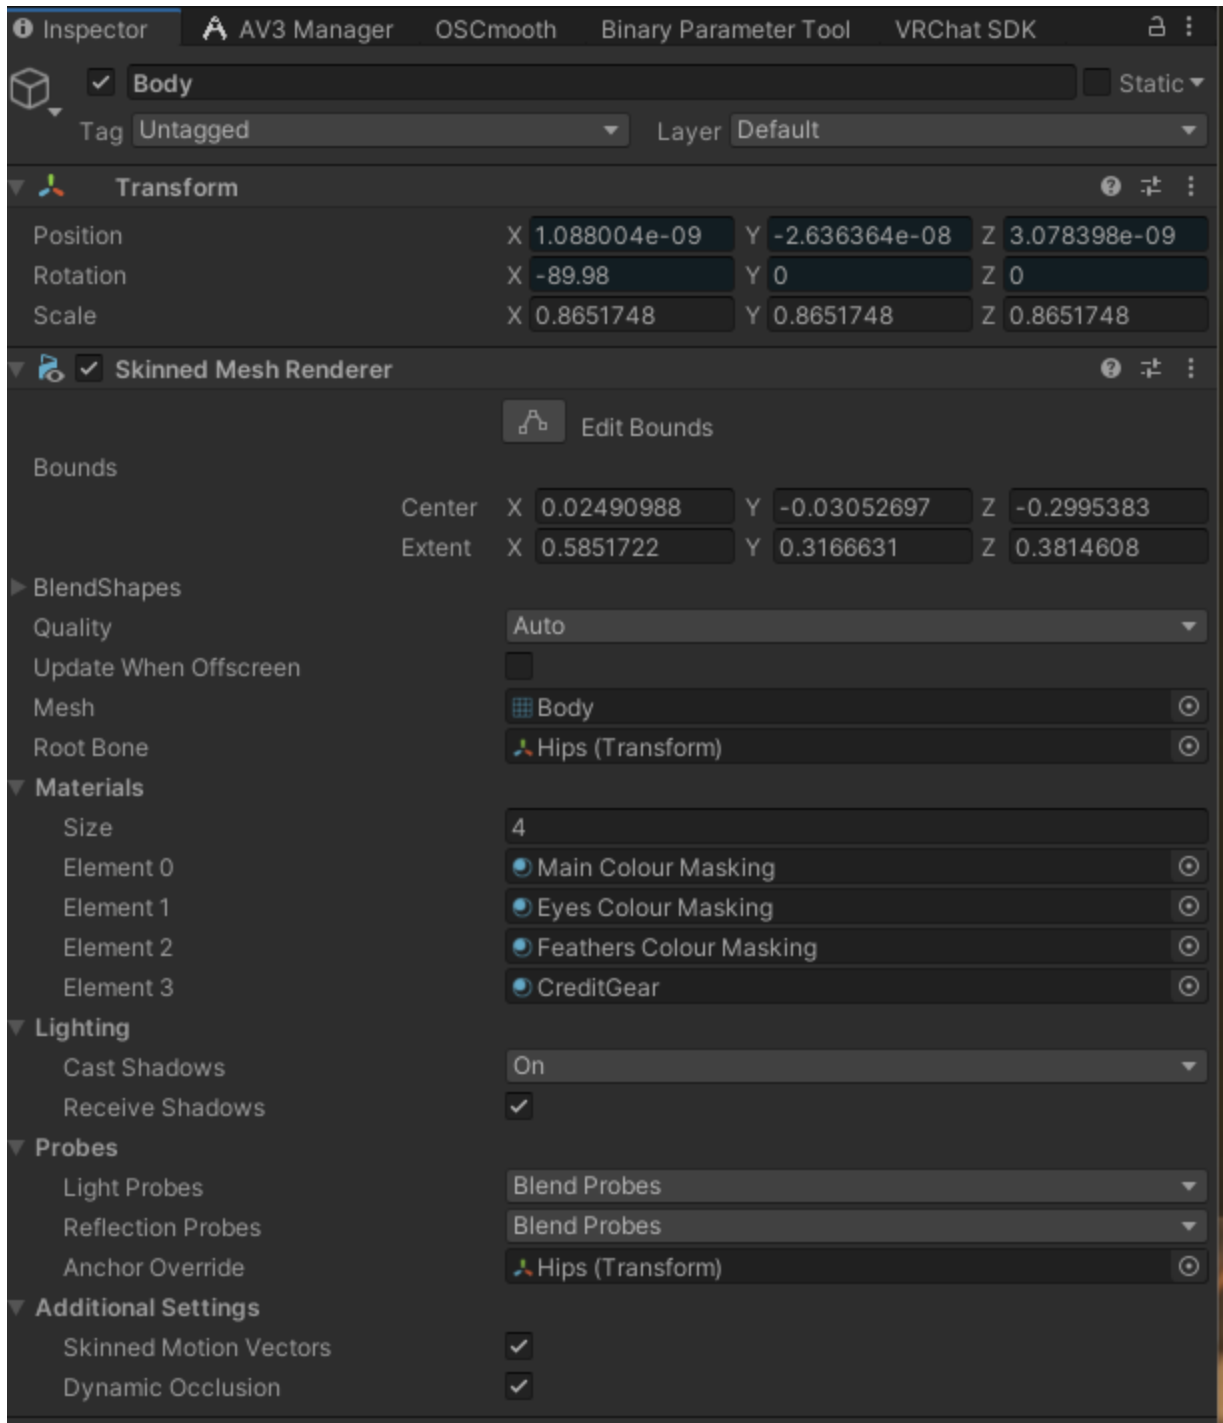 Inspector AV3 Manager OSCmooth Binary Parameter Tool VRChat SDK
Body Static
Tag Untagged Layer Default
Transform
Position X 1.088004e-09 Y -2.636364e-08 Z 3.078398e-09
Rotation X -89.98 Y 0 Z 0
Scale X 0.8651748 Y 0.8651748 Z 0.8651748
Skinned Mesh Renderer
Edit Bounds
Bounds
Center X 0.02490988 Y -0.03052697 Z -0.2995383
Extent X 0.5851722 Y 0.3166631 Z 0.3814608
BlendShapes
Quality Auto
Update When Offscreen
Mesh Body
Root Bone Hips (Transform)
Materials
Size 4
Element 0 Main Colour Masking
Element 1 Eyes Colour Masking
Element 2 Feathers Colour Masking
Element 3 CreditGear
Lighting
Cast Shadows On
Receive Shadows
Probes
Light Probes Blend Probes
Reflection Probes Blend Probes
Anchor Override Hips (Transform)
Additional Settings
Skinned Motion Vectors
Dynamic Occlusion